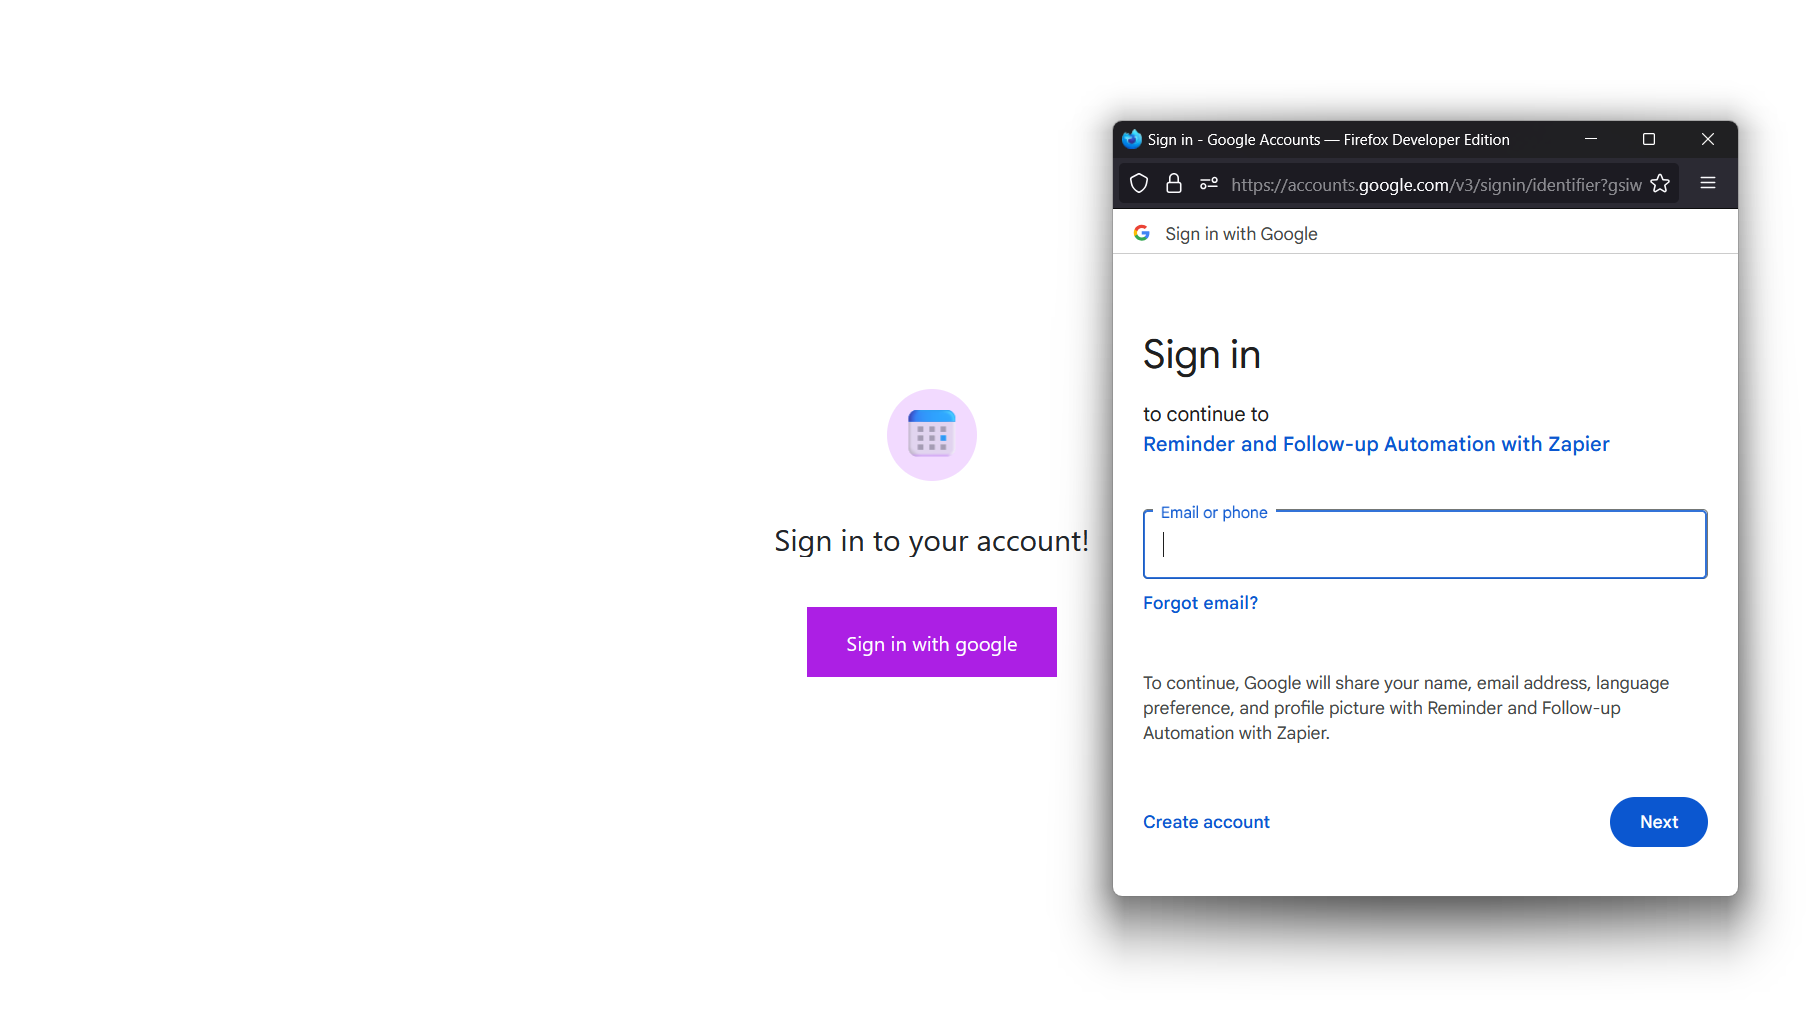 Sign in to your account!
Sign in with google
Sign in - Google Accounts — Firefox Developer Edition
https://accounts.google.com/v3/signin/identifier?gsiw
Sign in with Google
Sign in
to continue to
Reminder and Follow-up Automation with Zapier
Email or phone
Forgot email?
To continue, Google will share your name, email address, language
preference, and profile picture with Reminder and Follow-up
Automation with Zapier.
Create account
Next